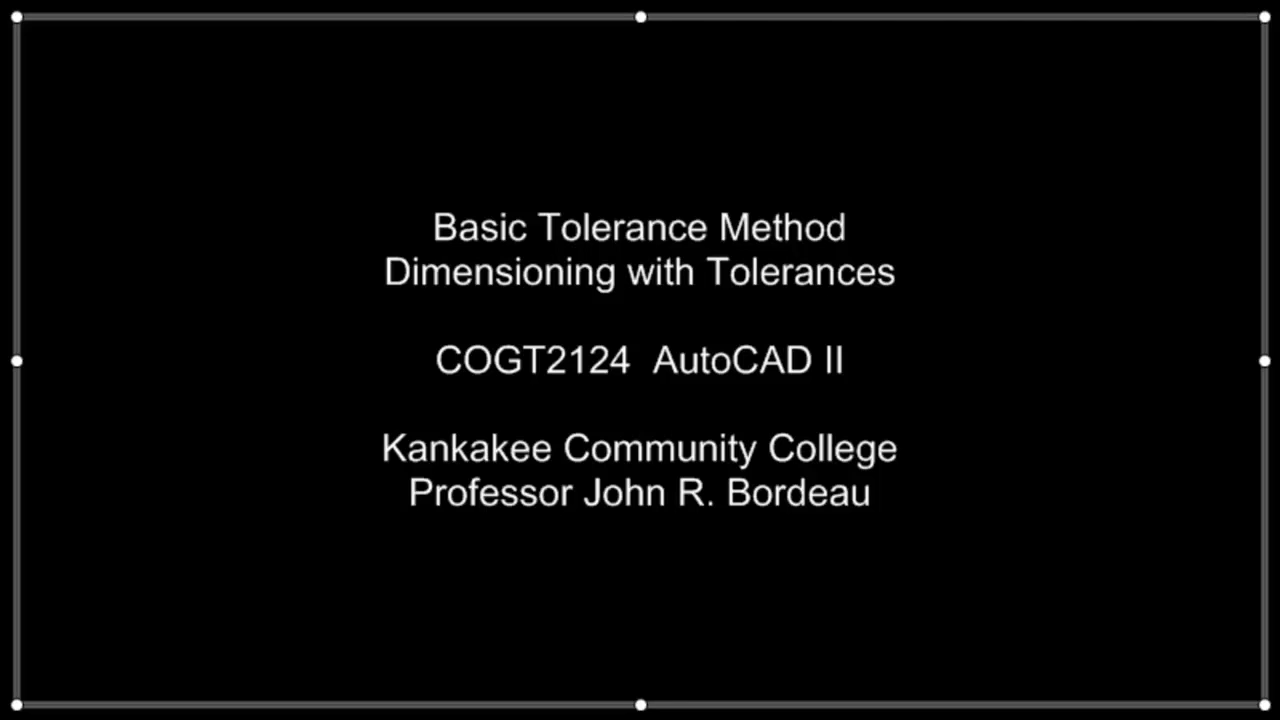 Basic Tolerance Method
Dimensioning with Tolerances
COGT2124 AutoCAD II
Kankakee Community College
Professor John R. Bordeau